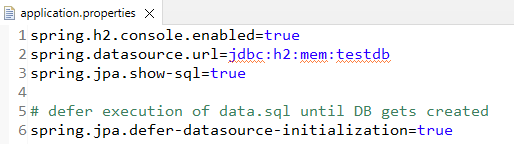 application.properties
1 spring.h2.console.enabled=true
2 spring.datasource.url=jdbc:h2:mem:testdb
3 spring.jpa.show-sql=true
4
5 # defer execution of data.sql until DB gets created
6 spring.jpa.defer-datasource-initialization=true